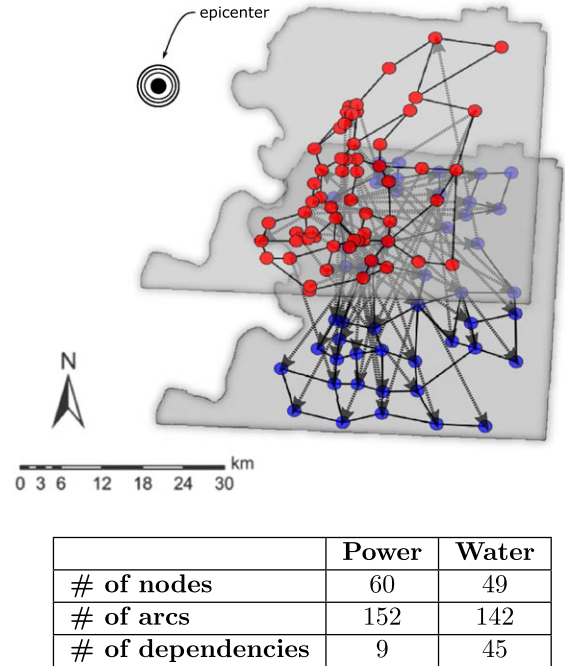 epicenter
N
km
0 3 6 12 18 24 30
Power Water
# of nodes 60 49
# of arcs 152 142
# of dependencies 9 45